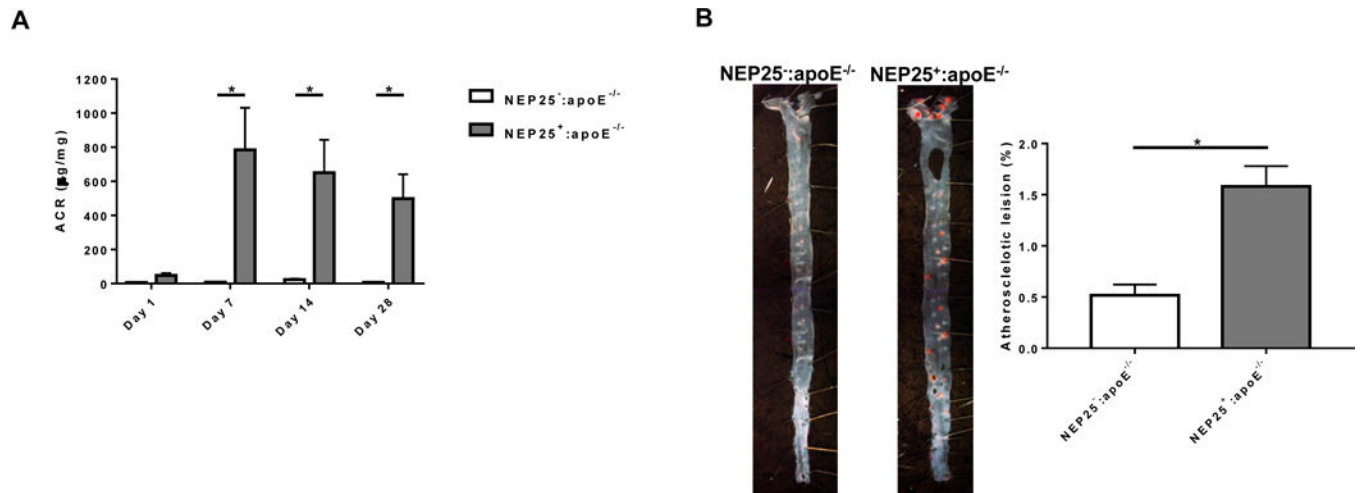 A
B
ACR (µg/mg)
1200
1000
800
600
400
200
0
* * *
Day 1 Day 7 Day 14 Day 28
NEP25⁻:apoE⁻/⁻
NEP25⁺:apoE⁻/⁻
NEP25⁻:apoE⁻/⁻ NEP25⁺:apoE⁻/⁻
Atherosclelotic leision (%)
2.0
1.5
1.0
0.5
0.0
*
NEP25⁻:apoE⁻/⁻ NEP25⁺:apoE⁻/⁻